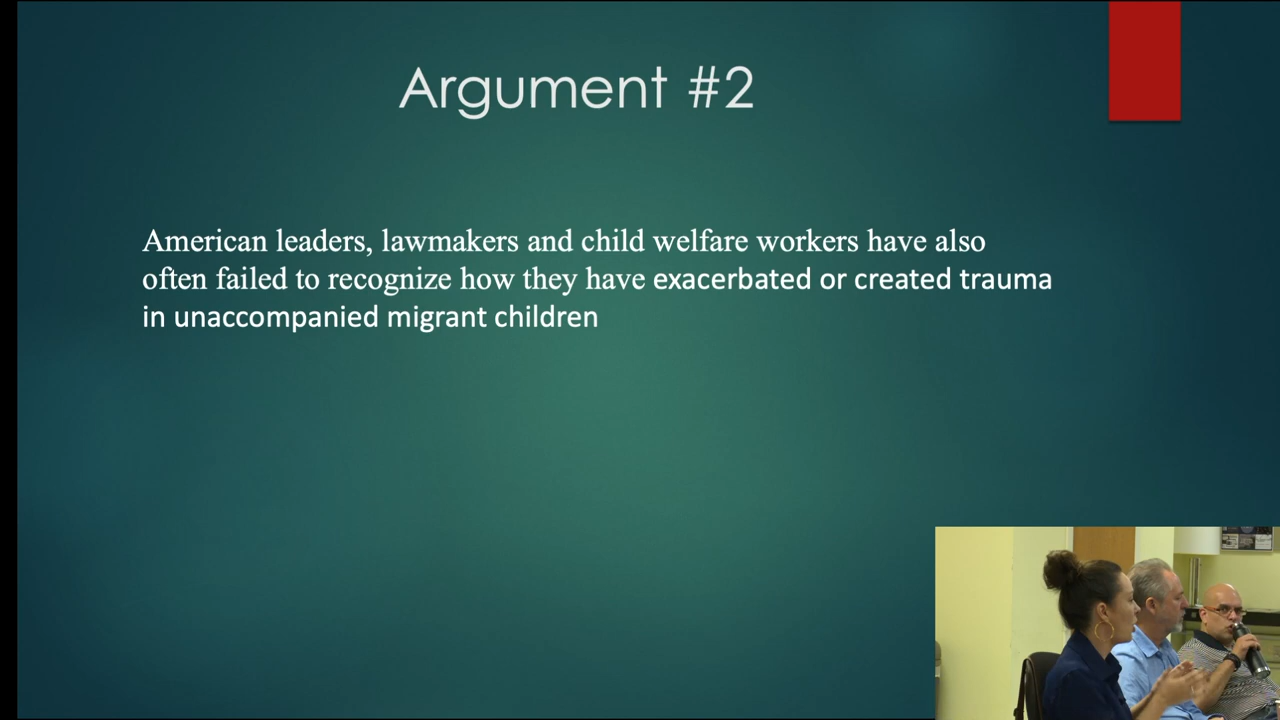 Argument #2
American leaders, lawmakers and child welfare workers have also
often failed to recognize how they have exacerbated or created trauma
in unaccompanied migrant children